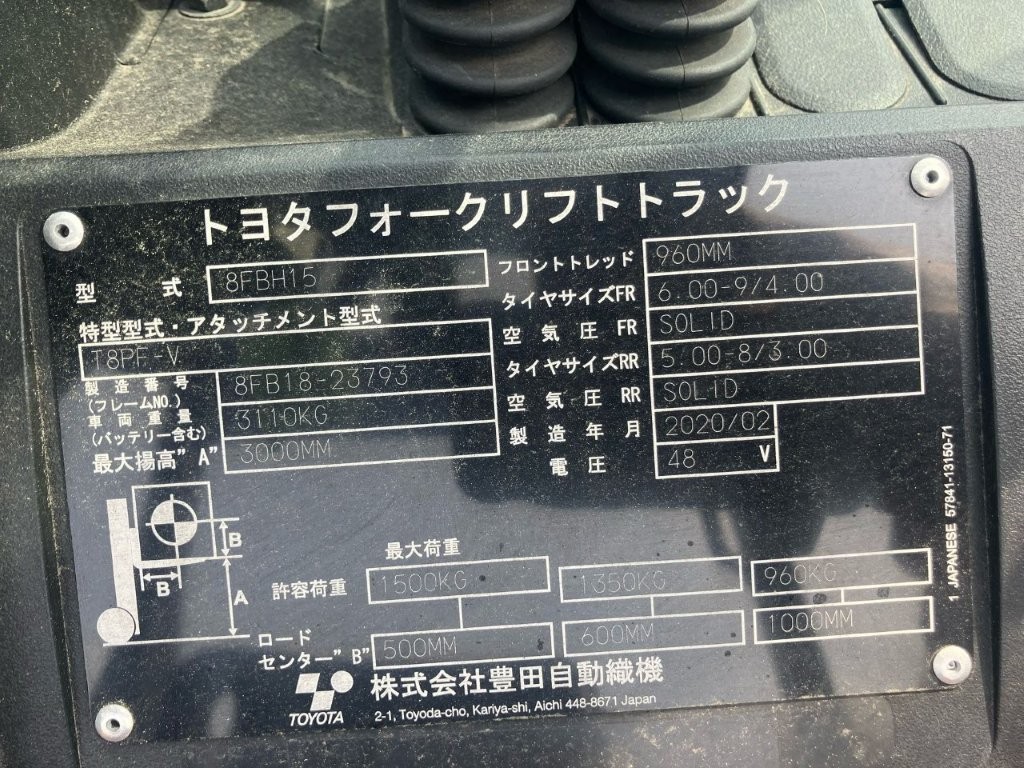 トヨタフォークリフトトラック
型 式 8FBH15
特型型式・アタッチメント型式
T8PF-V
製造番号 8FB18-23793
(フレームNO.)
車両重量 3110KG
(バッテリー含む)
最大揚高"A" 3000MM
フロントトレッド 960MM
タイヤサイズFR 6.00-9/4.00
空気圧 FR SOLID
タイヤサイズRR 5.00-8/3.00
空気圧 RR SOLID
製造年月 2020/02
電圧 48 V
B
B
A
最大荷重
許容荷重 1500KG 1350KG 960KG
ロード
センター"B" 500MM 600MM 1000MM
TOYOTA
株式会社豊田自動織機
2-1, Toyoda-cho, Kariya-shi, Aichi 448-8671 Japan
1 JAPANESE 57841-13150-71